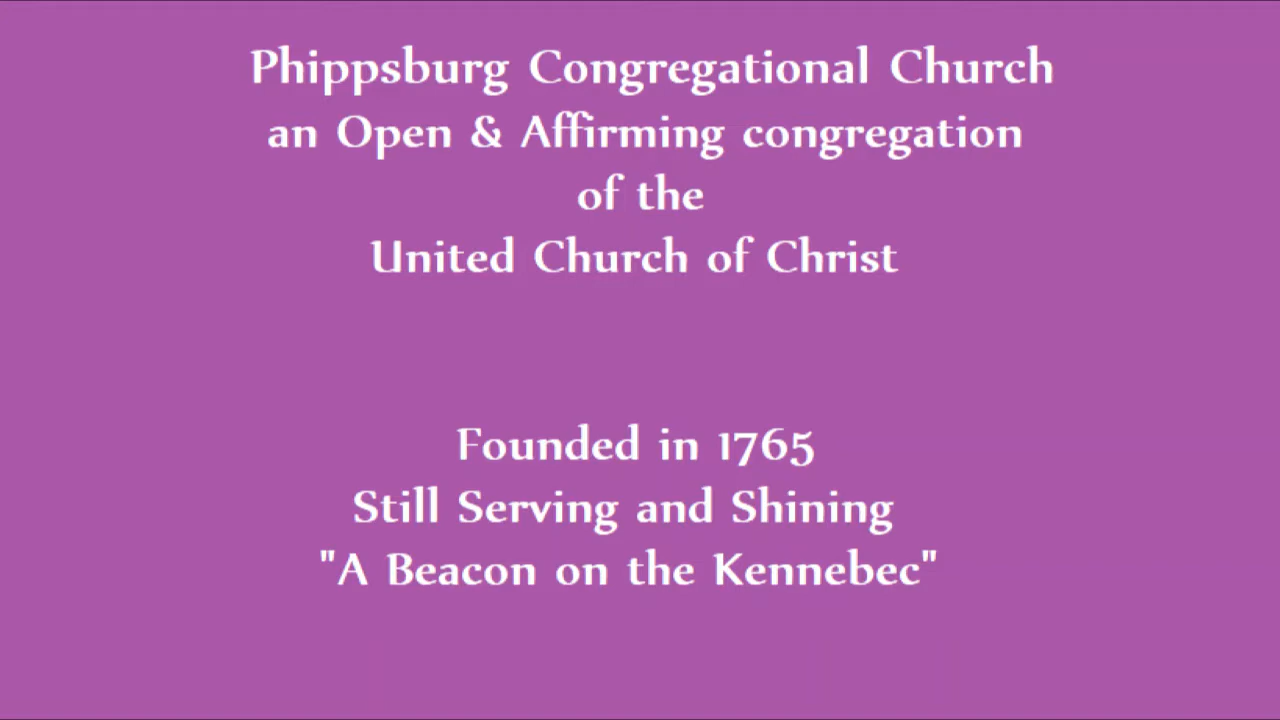 Phippsburg Congregational Church
an Open & Affirming congregation
of the
United Church of Christ
Founded in 1765
Still Serving and Shining
"A Beacon on the Kennebec"